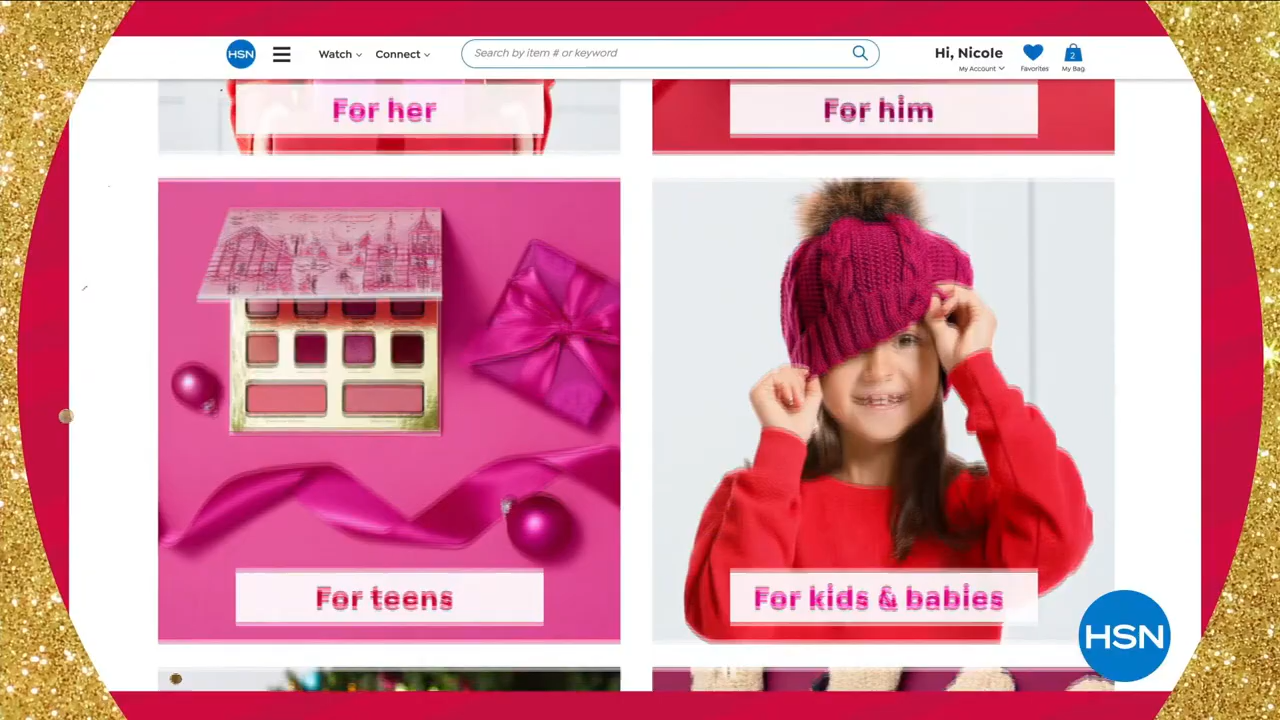 HSN
Watch
Connect
Search by item # or keyword
Hi, Nicole
My Account
Favorites
2
My Bag
For her
For him
For teens
For kids & babies
HSN